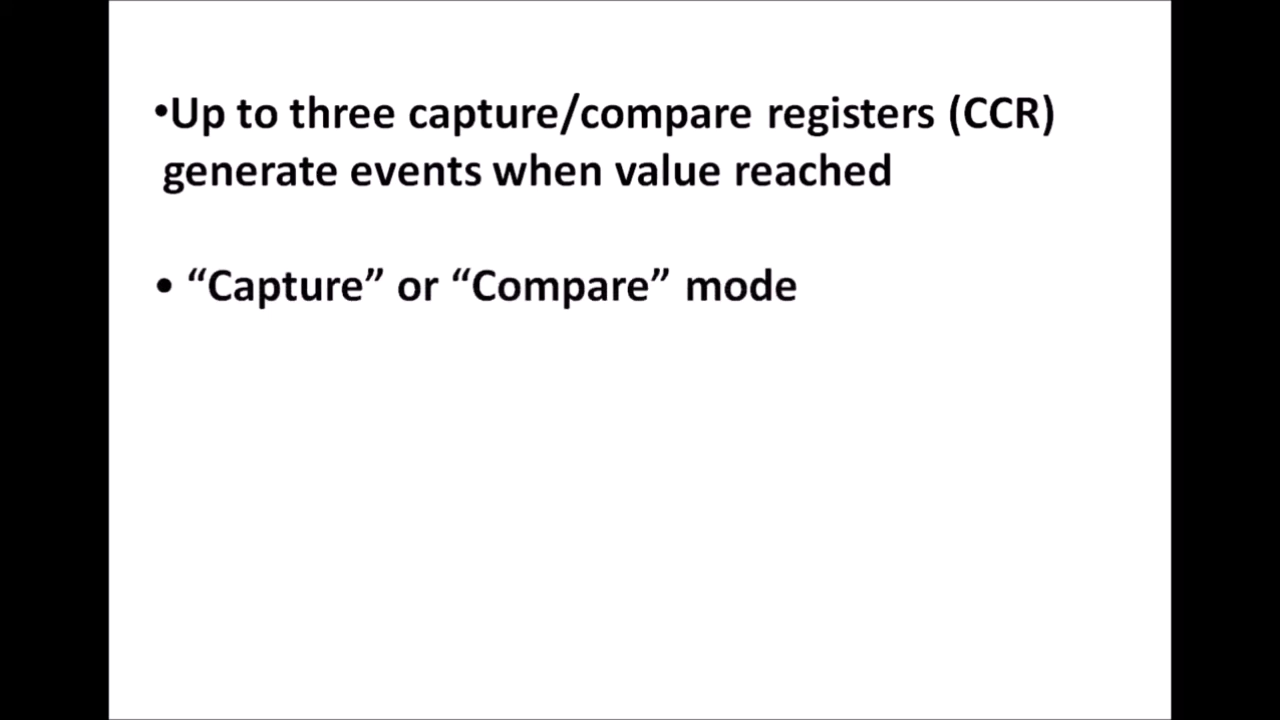 •Up to three capture/compare registers (CCR)
generate events when value reached
• “Capture” or “Compare” mode